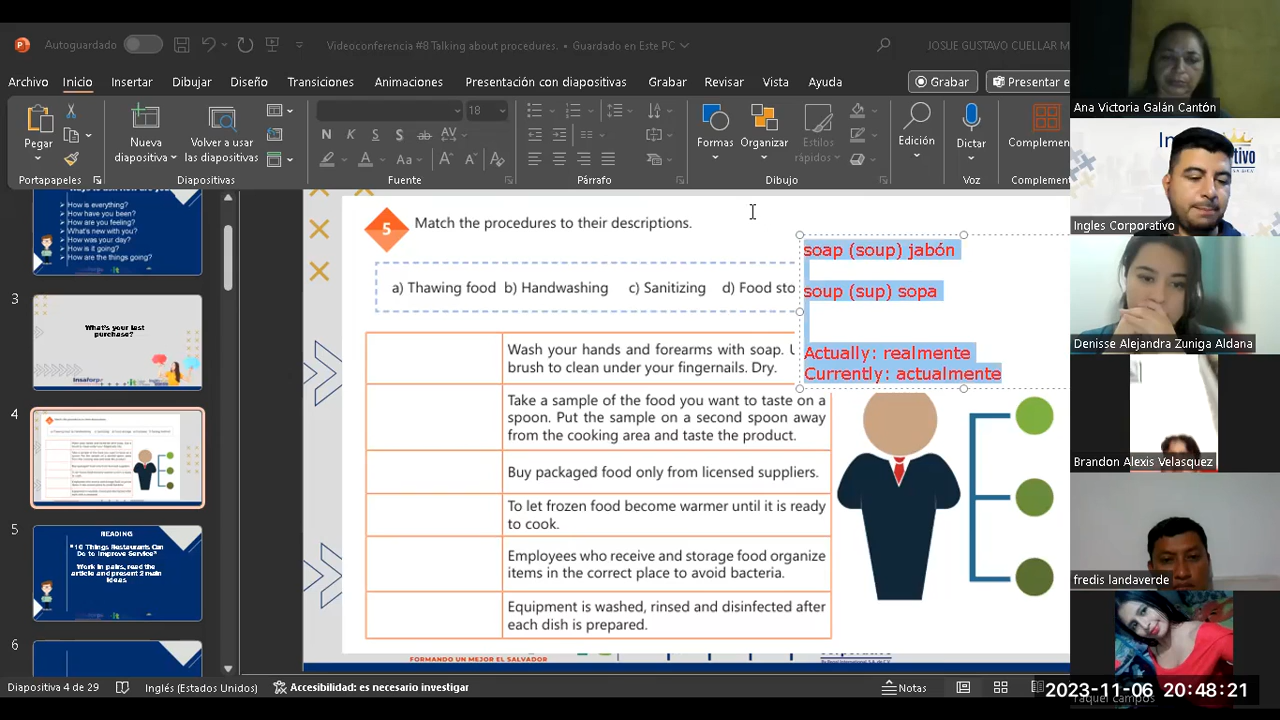 Autoguardado
Videoconferencia #8 Talking about procedures. • Guardado en Este PC
JOSUE GUSTAVO CUELLAR M
Archivo Inicio Insertar Dibujar Diseño Transiciones Animaciones Presentación con diapositivas Grabar Revisar Vista Ayuda
Grabar
Presentar e
Pegar
Nueva diapositiva
Volver a usar las diapositivas
18
Formas
Organizar
Estilos rápidos
Edición
Dictar
Complemen
Portapapeles
Diapositivas
Fuente
Párrafo
Dibujo
Voz
Complement
How is everything?
How have you been?
How are you feeling?
What's new with you?
How was your day?
How is it going?
How are the things going?
3
What's your last purchase?
4
5
READING
"10 Things Restaurants Can Do to Improve Service"
Work in pairs, read the article and present 2 main ideas
6
5
Match the procedures to their descriptions.
a) Thawing food b) Handwashing c) Sanitizing d) Food sto
Wash your hands and forearms with soap. U
brush to clean under your fingernails. Dry.
Take a sample of the food you want to taste on a
spoon. Put the sample on a second spoon away
from the cooking area and taste the product.
Buy packaged food only from licensed suppliers.
To let frozen food become warmer until it is ready
to cook.
Employees who receive and storage food organize
items in the correct place to avoid bacteria.
Equipment is washed, rinsed and disinfected after
each dish is prepared.
soap (soup) jabón
soup (sup) sopa
Actually: realmente
Currently: actualmente
FORMANDO UN MEJOR EL SALVADOR
Diapositiva 4 de 29
Inglés (Estados Unidos)
Accesibilidad: es necesario investigar
Notas
Ana Victoria Galán Cantón
Ingles Corporativo
Denisse Alejandra Zuniga Aldana
Brandon Alexis Velasquez
fredis landaverde
raquel campos
2023-11-06 20:48:21